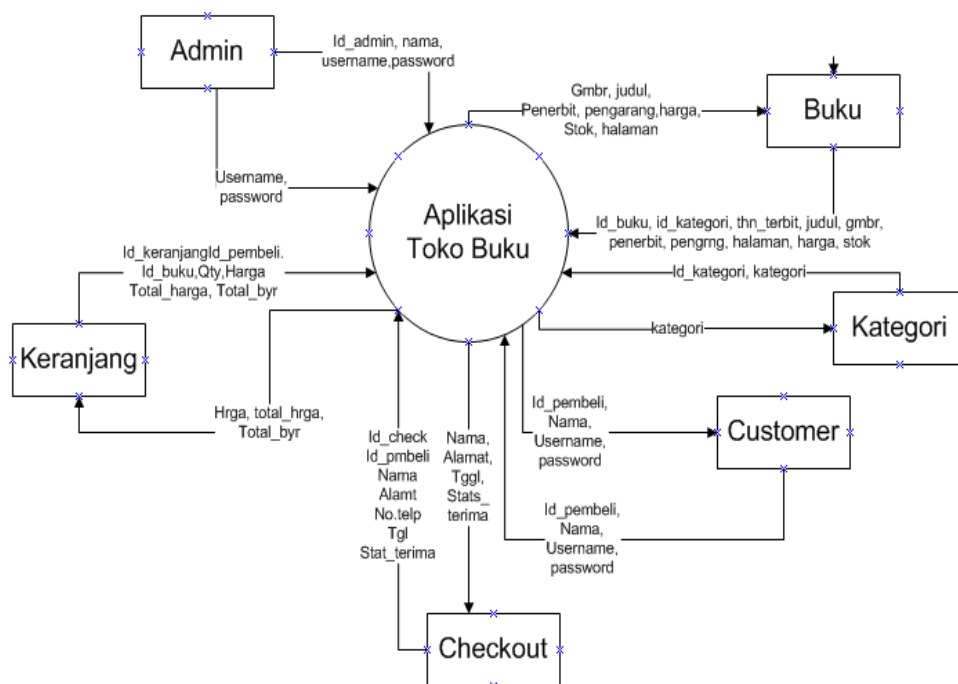 Admin
Id_admin, nama,
username,password
Gmbr, judul,
Penerbit, pengarang,harga,
Stok, halaman
Buku
Username,
password
Aplikasi
Toko Buku
Id_buku, id_kategori, thn_terbit, judul, gmbr,
penerbit, pengrng, halaman, harga, stok
Id_keranjangId_pembeli.
Id_buku,Qty,Harga
Total_harga, Total_byr
Id_kategori, kategori
kategori
Kategori
Keranjang
Hrga, total_hrga,
Total_byr
Id_check
Id_pmbeli
Nama
Alamt
No.telp
Tgl
Stat_terima
Nama,
Alamat,
Tggl,
Stats_
terima
Id_pembeli,
Nama,
Username,
password
Customer
Id_pembeli,
Nama,
Username,
password
Checkout